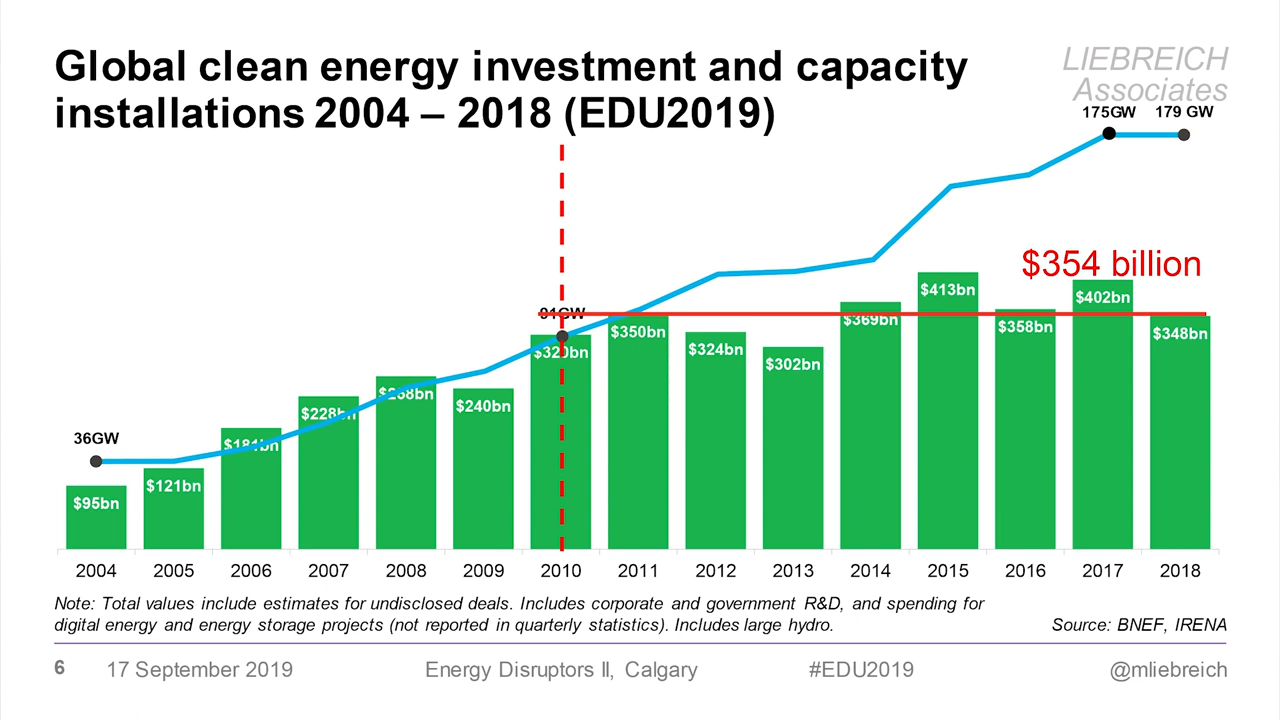 Global clean energy investment and capacity
installations 2004 – 2018 (EDU2019)
LIEBREICH
Associates
175GW 179 GW
$354 billion
91GW
36GW
$95bn
$121bn
$181bn
$228bn
$268bn
$240bn
$320bn
$350bn
$324bn
$302bn
$369bn
$413bn
$358bn
$402bn
$348bn
2004 2005 2006 2007 2008 2009 2010 2011 2012 2013 2014 2015 2016 2017 2018
Note: Total values include estimates for undisclosed deals. Includes corporate and government R&D, and spending for
digital energy and energy storage projects (not reported in quarterly statistics). Includes large hydro.
Source: BNEF, IRENA
6 17 September 2019 Energy Disruptors II, Calgary #EDU2019 @mliebreich